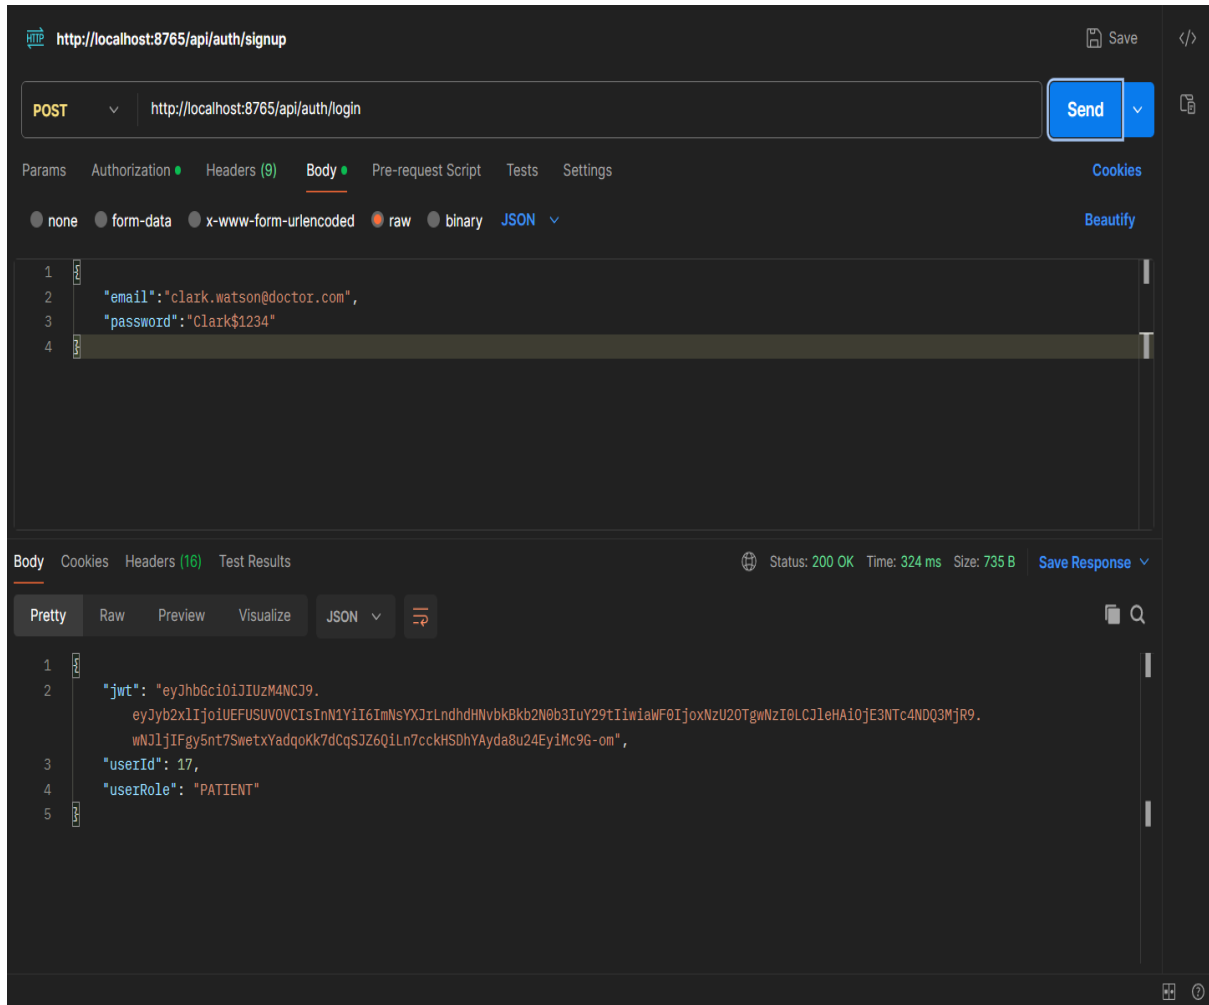 HTTP http://localhost:8765/api/auth/signup Save </>
POST http://localhost:8765/api/auth/login Send
Params Authorization Headers (9) Body Pre-request Script Tests Settings Cookies
none form-data x-www-form-urlencoded raw binary JSON Beautify
1 {
2 "email":"clark.watson@doctor.com",
3 "password":"Clark$1234"
4 }
Body Cookies Headers (16) Test Results Status: 200 OK Time: 324 ms Size: 735 B Save Response
Pretty Raw Preview Visualize JSON
1 {
2 "jwt": "eyJhbGciOiJIUzM4NCJ9.
eyJyb2xlIjoiUEFUSUVOVCIsInN1YiI6ImNsYXJrLndhdHNvbkBkb2N0b3IuY29tIiwiaWF0IjoxNzU2OTgwNzI0LCJleHAiOjE3NTc4NDQ3MjR9.
wNJljIFgy5nt7SwetxYadqoKk7dCqSJZ6QiLn7cckHSDhYAyda8u24EyiMc9G-om",
3 "userId": 17,
4 "userRole": "PATIENT"
5 }